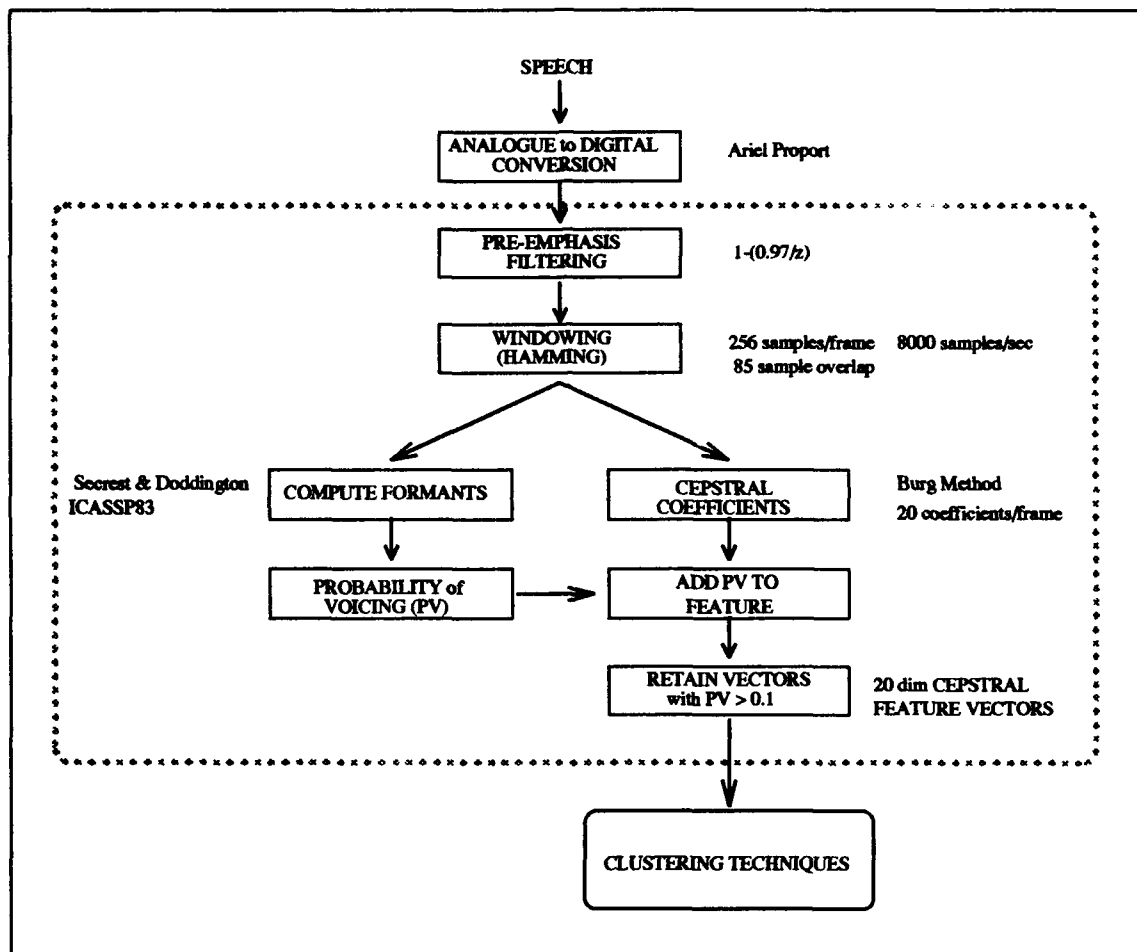 SPEECH
ANALOGUE to DIGITAL
CONVERSION
Ariel Proport
PRE-EMPHASIS
FILTERING
1-(0.97/z)
WINDOWING
(HAMMING)
256 samples/frame 8000 samples/sec
85 sample overlap
Secrest & Doddington
ICASSP83
COMPUTE FORMANTS
CEPSTRAL
COEFFICIENTS
Burg Method
20 coefficients/frame
PROBABILITY of
VOICING (PV)
ADD PV TO
FEATURE
RETAIN VECTORS
with PV > 0.1
20 dim CEPSTRAL
FEATURE VECTORS
CLUSTERING TECHNIQUES